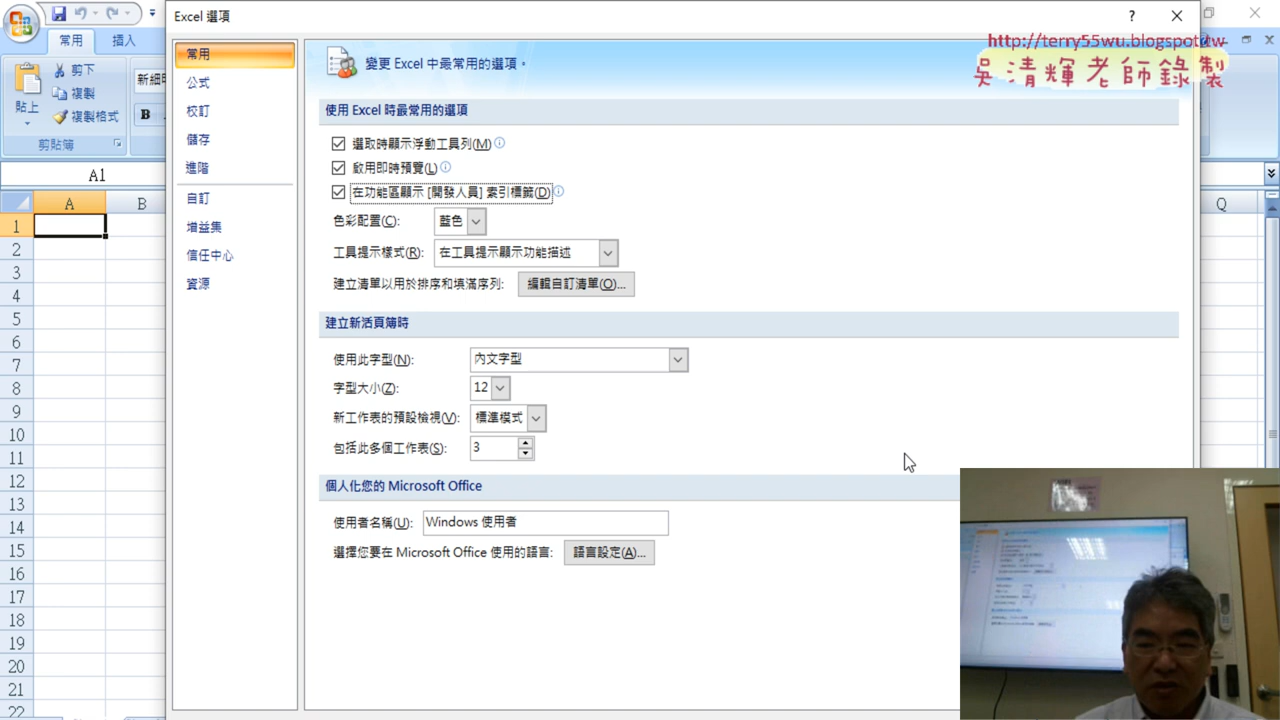 Excel 選項
?
http://terry55wu.blogspot.tw
吳清輝老師錄製
常用
插入
剪下
複製
複製格式
貼上
新細明
B
剪貼簿
A1
A
B
Q
1
2
3
4
5
6
7
8
9
10
11
12
13
14
15
16
17
18
19
20
21
22
常用
公式
校訂
儲存
進階
自訂
增益集
信任中心
資源
變更 Excel 中最常用的選項。
使用 Excel 時最常用的選項
選取時顯示浮動工具列(M)
啟用即時預覽(L)
在功能區顯示 [開發人員] 索引標籤(D)
色彩配置(C): 藍色
工具提示樣式(R): 在工具提示顯示功能描述
建立清單以用於排序和填滿序列: 編輯自訂清單(O)...
建立新活頁簿時
使用此字型(N): 內文字型
字型大小(Z): 12
新工作表的預設檢視(V): 標準模式
包括此多個工作表(S): 3
個人化您的 Microsoft Office
使用者名稱(U): Windows 使用者
選擇您要在 Microsoft Office 使用的語言: 語言設定(A)...